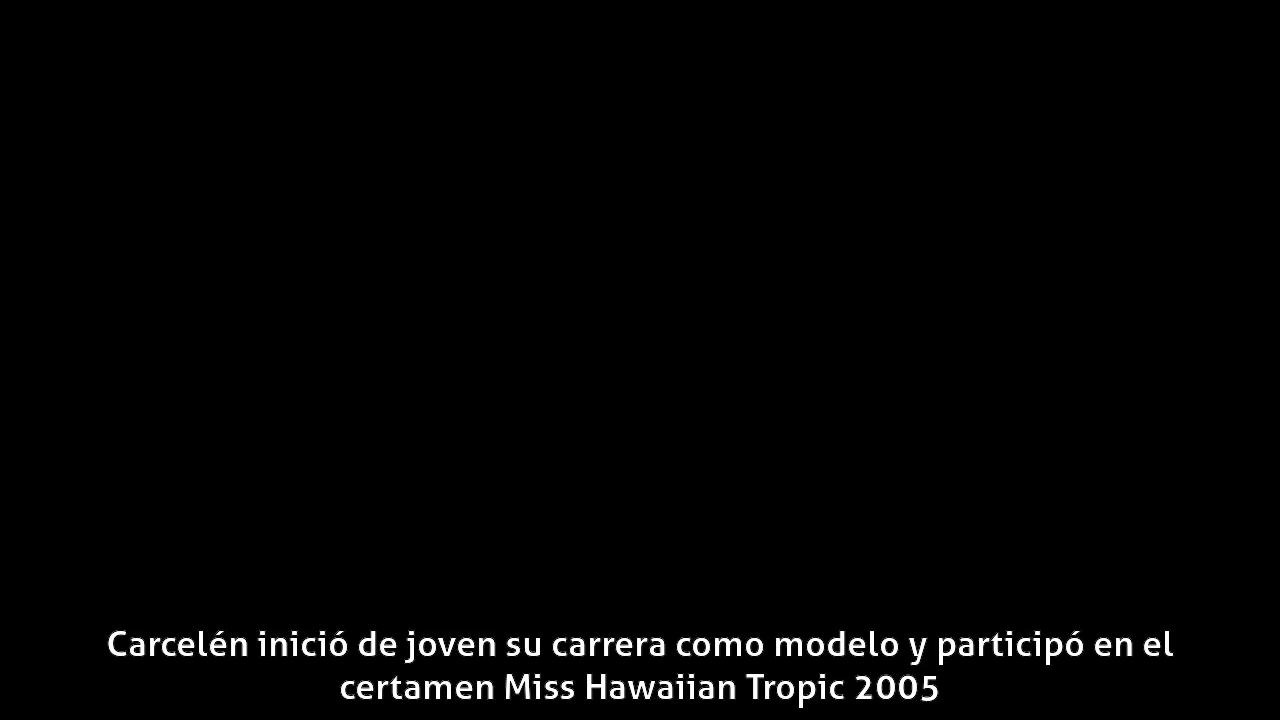 Carcelén inició de joven su carrera como modelo y participó en el
certamen Miss Hawaiian Tropic 2005